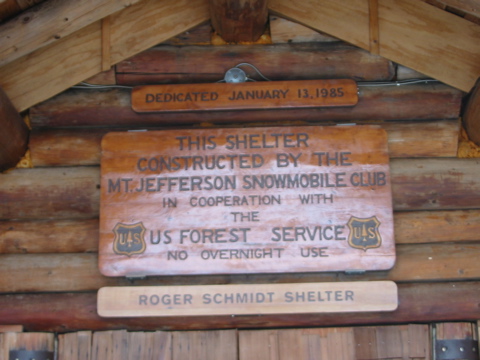 DEDICATED JANUARY 13, 1985
THIS SHELTER
CONSTRUCTED BY THE
MT. JEFFERSON SNOWMOBILE CLUB
IN COOPERATION WITH
THE
US FOREST SERVICE
NO OVERNIGHT USE
U S
U S
ROGER SCHMIDT SHELTER